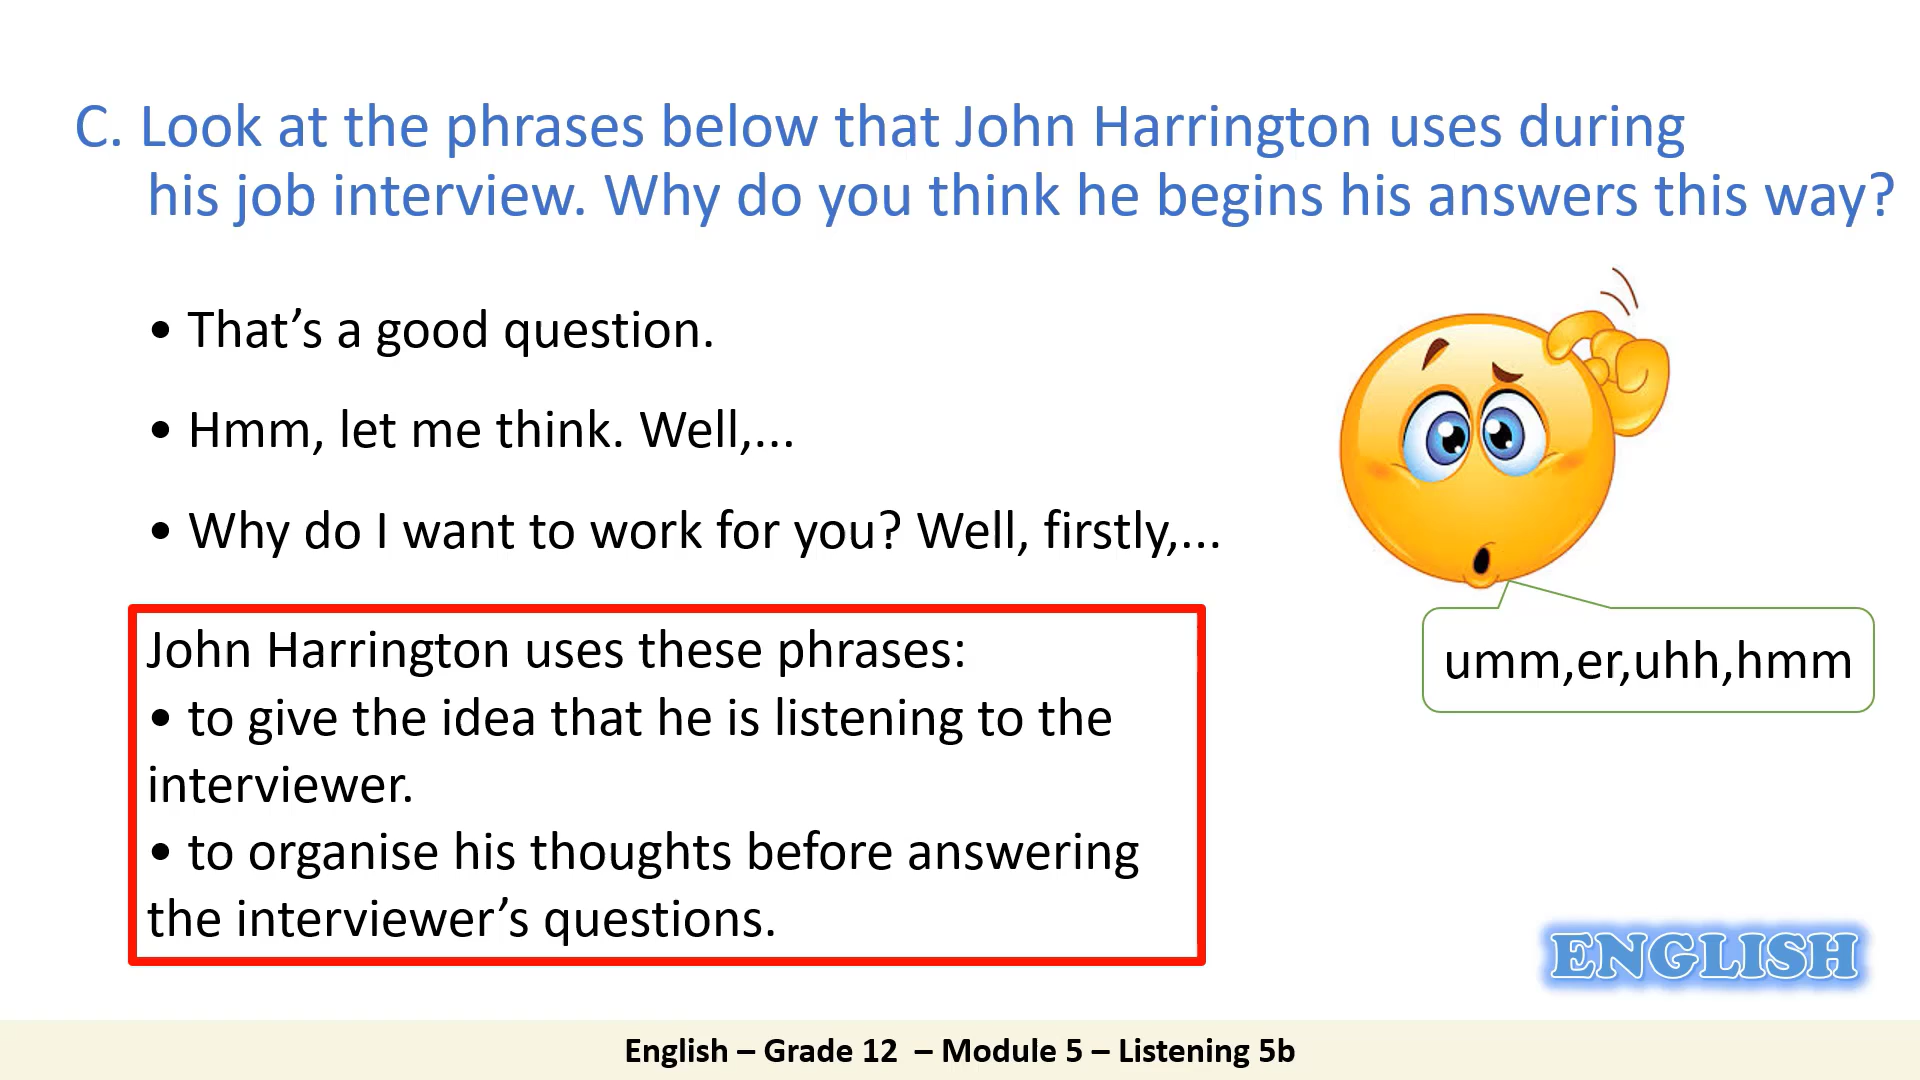 C. Look at the phrases below that John Harrington uses during
his job interview. Why do you think he begins his answers this way?
• That’s a good question.
• Hmm, let me think. Well,...
• Why do I want to work for you? Well, firstly,...
John Harrington uses these phrases:
• to give the idea that he is listening to the
interviewer.
• to organise his thoughts before answering
the interviewer’s questions.
umm,er,uhh,hmm
ENGLISH
English – Grade 12 – Module 5 – Listening 5b